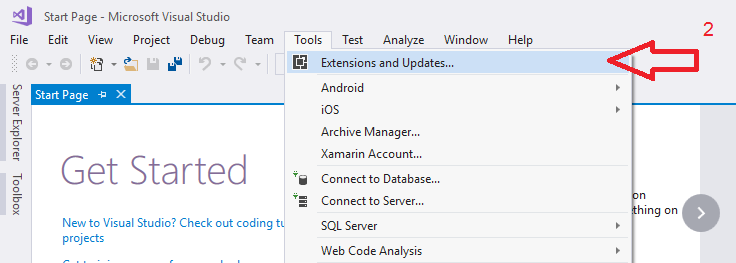 Start Page - Microsoft Visual Studio
2
File Edit View Project Debug Team Tools Test Analyze Window Help
Extensions and Updates...
Android
iOS
Archive Manager...
Xamarin Account...
Connect to Database...
Connect to Server...
SQL Server
Web Code Analysis
Server Explorer
Toolbox
Start Page
Get Started
New to Visual Studio? Check out coding
projects
on
thing on